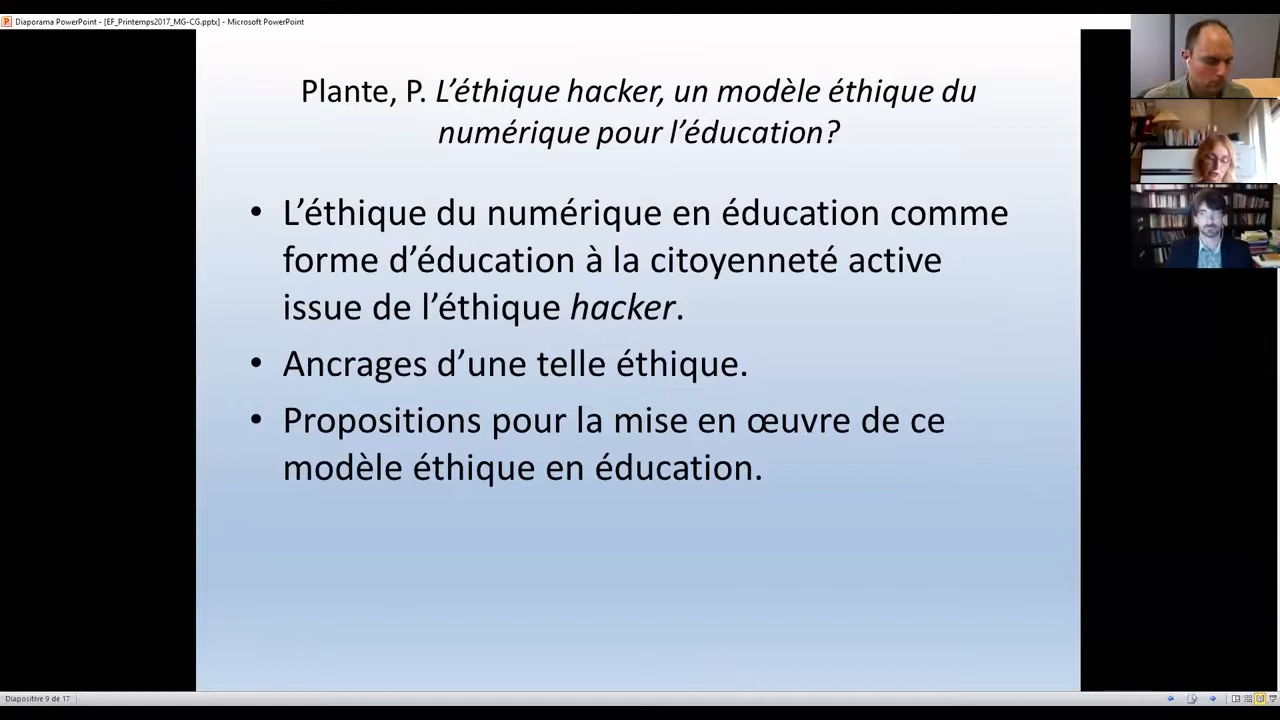 Diaporama PowerPoint - [EF_Printemps2017_MG-CG.pptx] - Microsoft PowerPoint
Plante, P. L’éthique hacker, un modèle éthique du
numérique pour l’éducation?
• L’éthique du numérique en éducation comme
forme d’éducation à la citoyenneté active
issue de l’éthique hacker.
• Ancrages d’une telle éthique.
• Propositions pour la mise en œuvre de ce
modèle éthique en éducation.
Diapositive 9 de 17